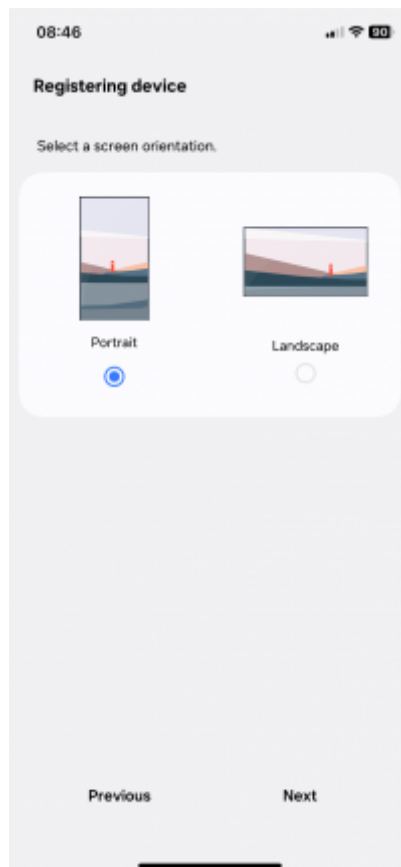 08:46
90
Registering device
Select a screen orientation.
Portrait
Landscape
Previous
Next